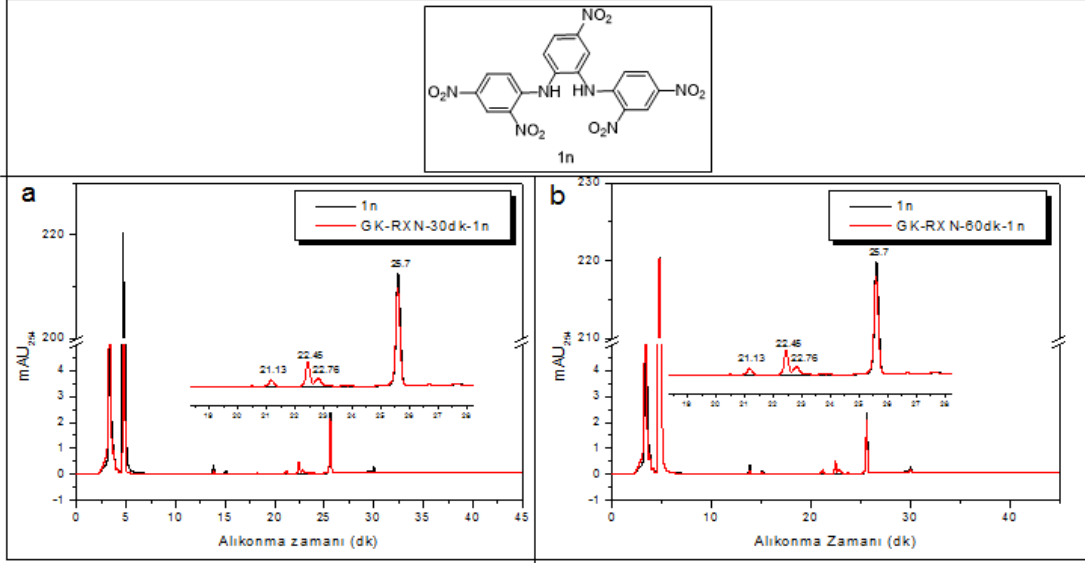 NO₂
O₂N
NH
HN
NO₂
NO₂
O₂N
1n
a
1n
GK-RXN-30dk-1n
220
200
4
3
2
1
0
-1
mAU₂₅₄
21.13
22.45
22.76
25.7
19 20 21 22 23 24 25 26 27 28
0 5 10 15 20 25 30 35 40 45
Alıkonma zamanı (dk)
b
1n
GK-RXN-60dk-1n
230
220
210
4
3
2
1
0
-1
mAU₂₅₄
21.13
22.45
22.76
25.7
19 20 21 22 23 24 25 26 27 28
0 10 20 30 40
Alıkonma Zamanı (dk)